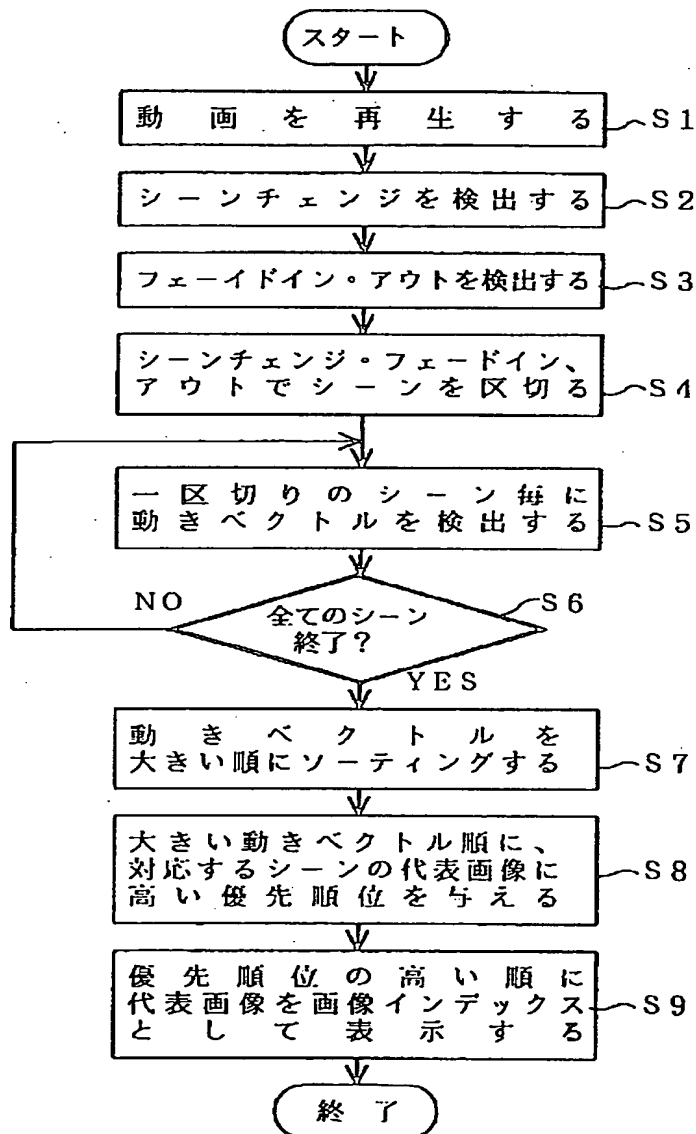 スタート
動画を再生する S1
シーンチェンジを検出する S2
フェーイドイン・アウトを検出する S3
シーンチェンジ・フェードイン、
アウトでシーンを区切る S4
一区切りのシーン毎に
動きベクトルを検出する S5
NO
全てのシーン S6
終了?
YES
動きベクトルを
大きい順にソーティングする S7
大きい動きベクトル順に、
対応するシーンの代表画像に S8
高い優先順位を与える
優先順位の高い順に
代表画像を画像インデックス S9
として表示する
終了